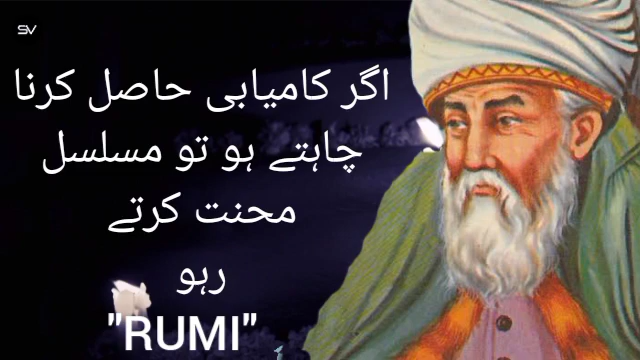 SV
اگر کامیابی حاصل کرنا
چاہتے ہو تو مسلسل
محنت کرتے
رہو
"RUMI"